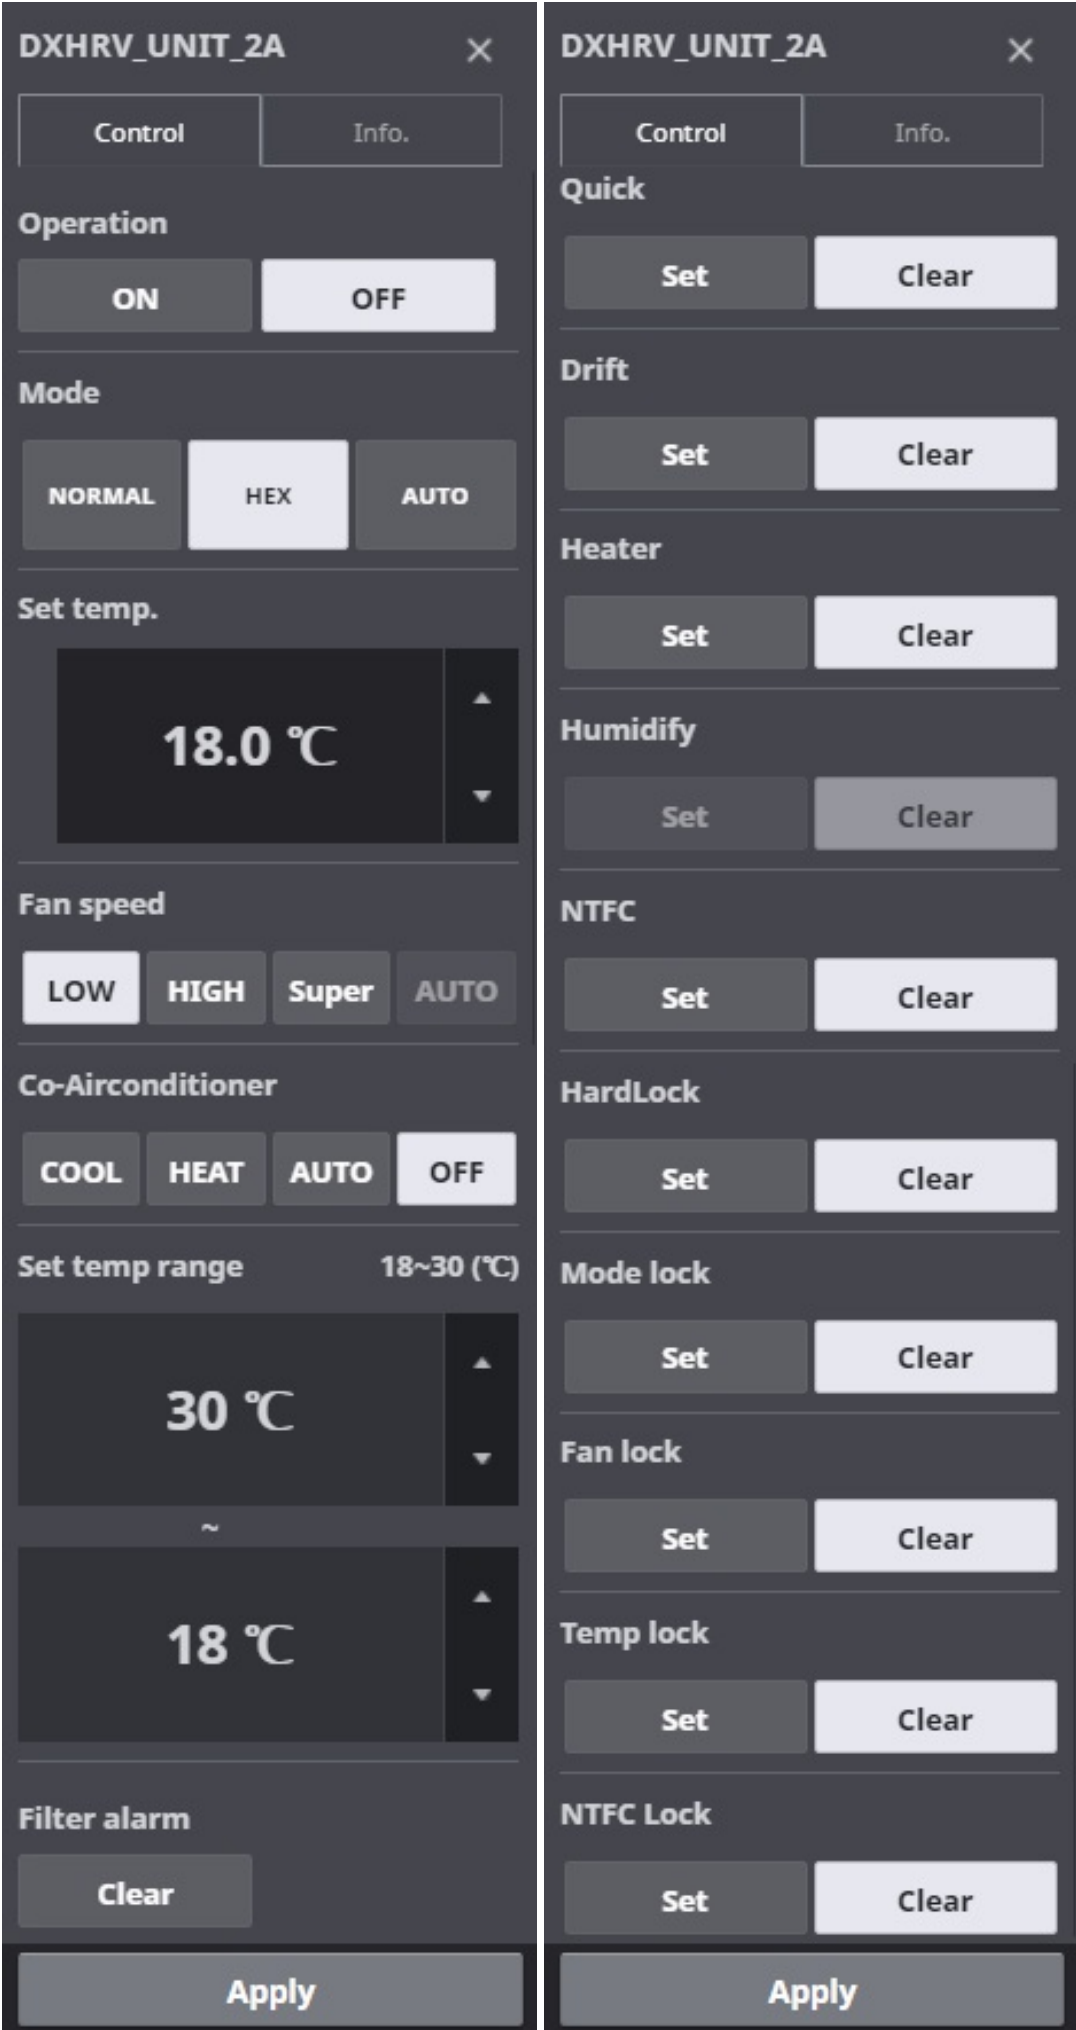 DXHRV_UNIT_2A ×
Control Info.
Operation
ON OFF
Mode
NORMAL HEX AUTO
Set temp.
18.0 ℃
Fan speed
LOW HIGH Super AUTO
Co-Airconditioner
COOL HEAT AUTO OFF
Set temp range 18~30 (℃)
30 ℃
~
18 ℃
Filter alarm
Clear
Apply
DXHRV_UNIT_2A ×
Control Info.
Quick
Set Clear
Drift
Set Clear
Heater
Set Clear
Humidify
Set Clear
NTFC
Set Clear
HardLock
Set Clear
Mode lock
Set Clear
Fan lock
Set Clear
Temp lock
Set Clear
NTFC Lock
Set Clear
Apply